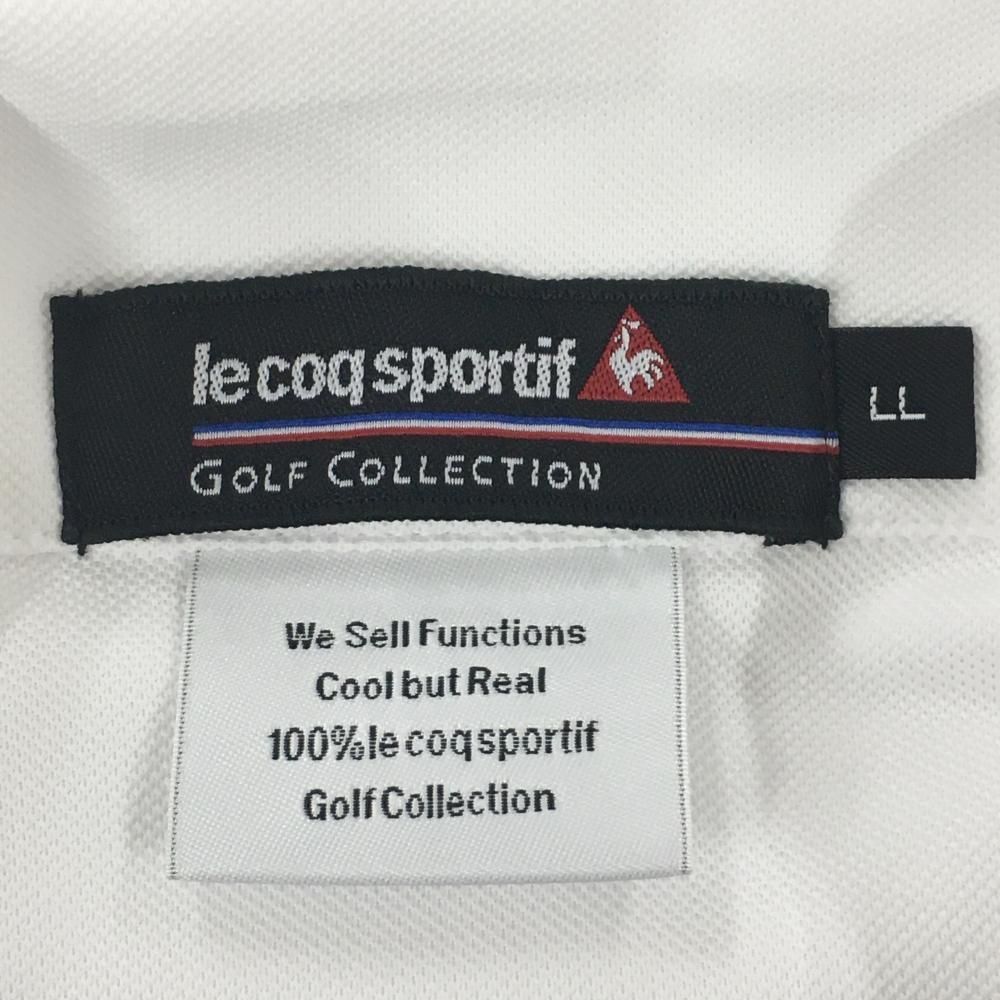 le coq sportif
GOLF COLLECTION
LL
We Sell Functions
Cool but Real
100% le coq sportif
Golf Collection